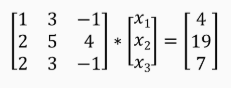 [1 3 -1] [x₁] [4]
[2 5 4] * [x₂] = [19]
[2 3 -1] [x₃] [7]